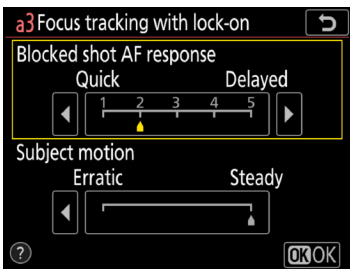 a3 Focus tracking with lock-on
Blocked shot AF response
Quick Delayed
1 2 3 4 5
Subject motion
Erratic Steady
? OK OK